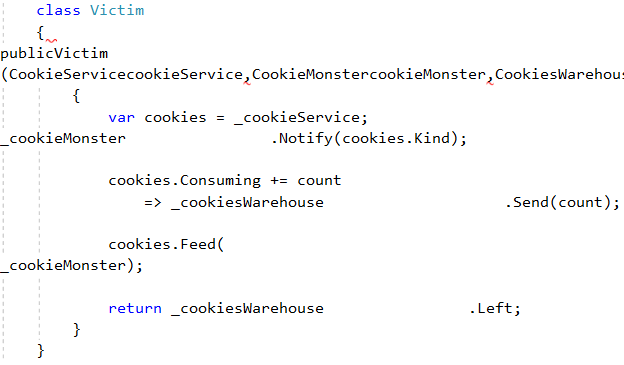 class Victim
{
publicVictim
(CookieServicecookieService,CookieMonstercookieMonster,CookiesWarehous
{
var cookies = _cookieService;
_cookieMonster .Notify(cookies.Kind);
cookies.Consuming += count
=> _cookiesWarehouse .Send(count);
cookies.Feed(
_cookieMonster);
return _cookiesWarehouse .Left;
}
}